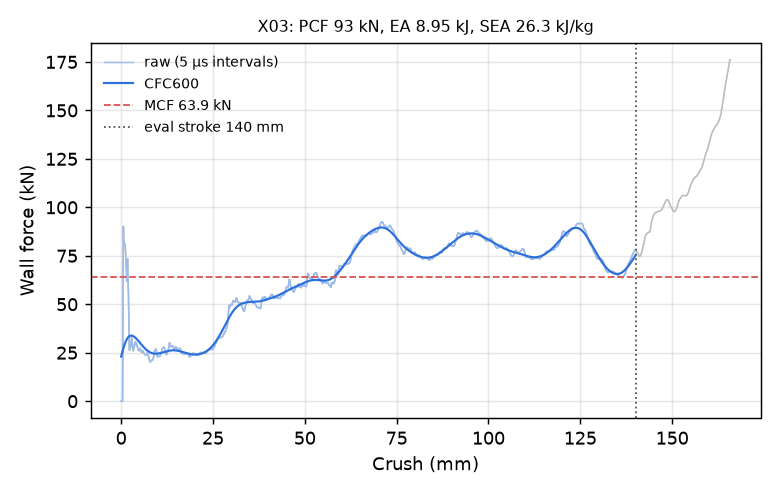 X03: PCF 93 kN, EA 8.95 kJ, SEA 26.3 kJ/kg
raw (5 µs intervals)
CFC600
MCF 63.9 kN
eval stroke 140 mm
Wall force (kN)
175
150
125
100
75
50
25
0
0 25 50 75 100 125 150
Crush (mm)